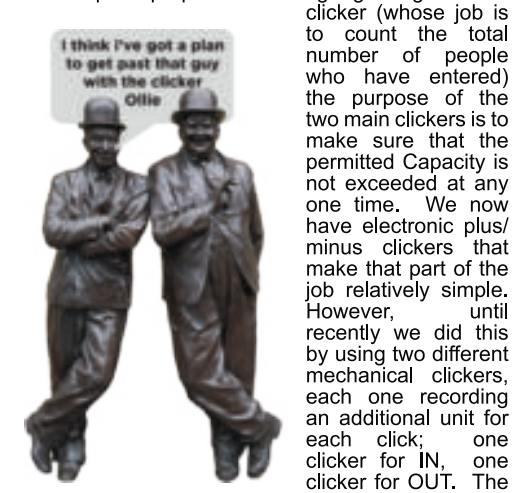 I think i've got a plan
to get past that guy
with the clicker
Ollie
clicker (whose job is
to count the total
number of people
who have entered)
the purpose of the
two main clickers is to
make sure that the
permitted Capacity is
not exceeded at any
one time. We now
have electronic plus/
minus clickers that
make that part of the
job relatively simple.
However, until
recently we did this
by using two different
mechanical clickers,
each one recording
an additional unit for
each click; one
clicker for IN, one
clicker for OUT. The